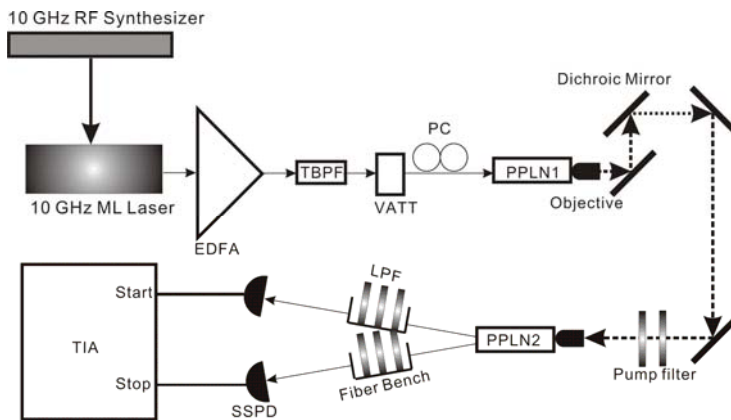 10 GHz RF Synthesizer
10 GHz ML Laser
EDFA
TBPF
VATT
PC
PPLN1
Objective
Dichroic Mirror
Start
TIA
Stop
SSPD
LPF
Fiber Bench
PPLN2
Pump filter